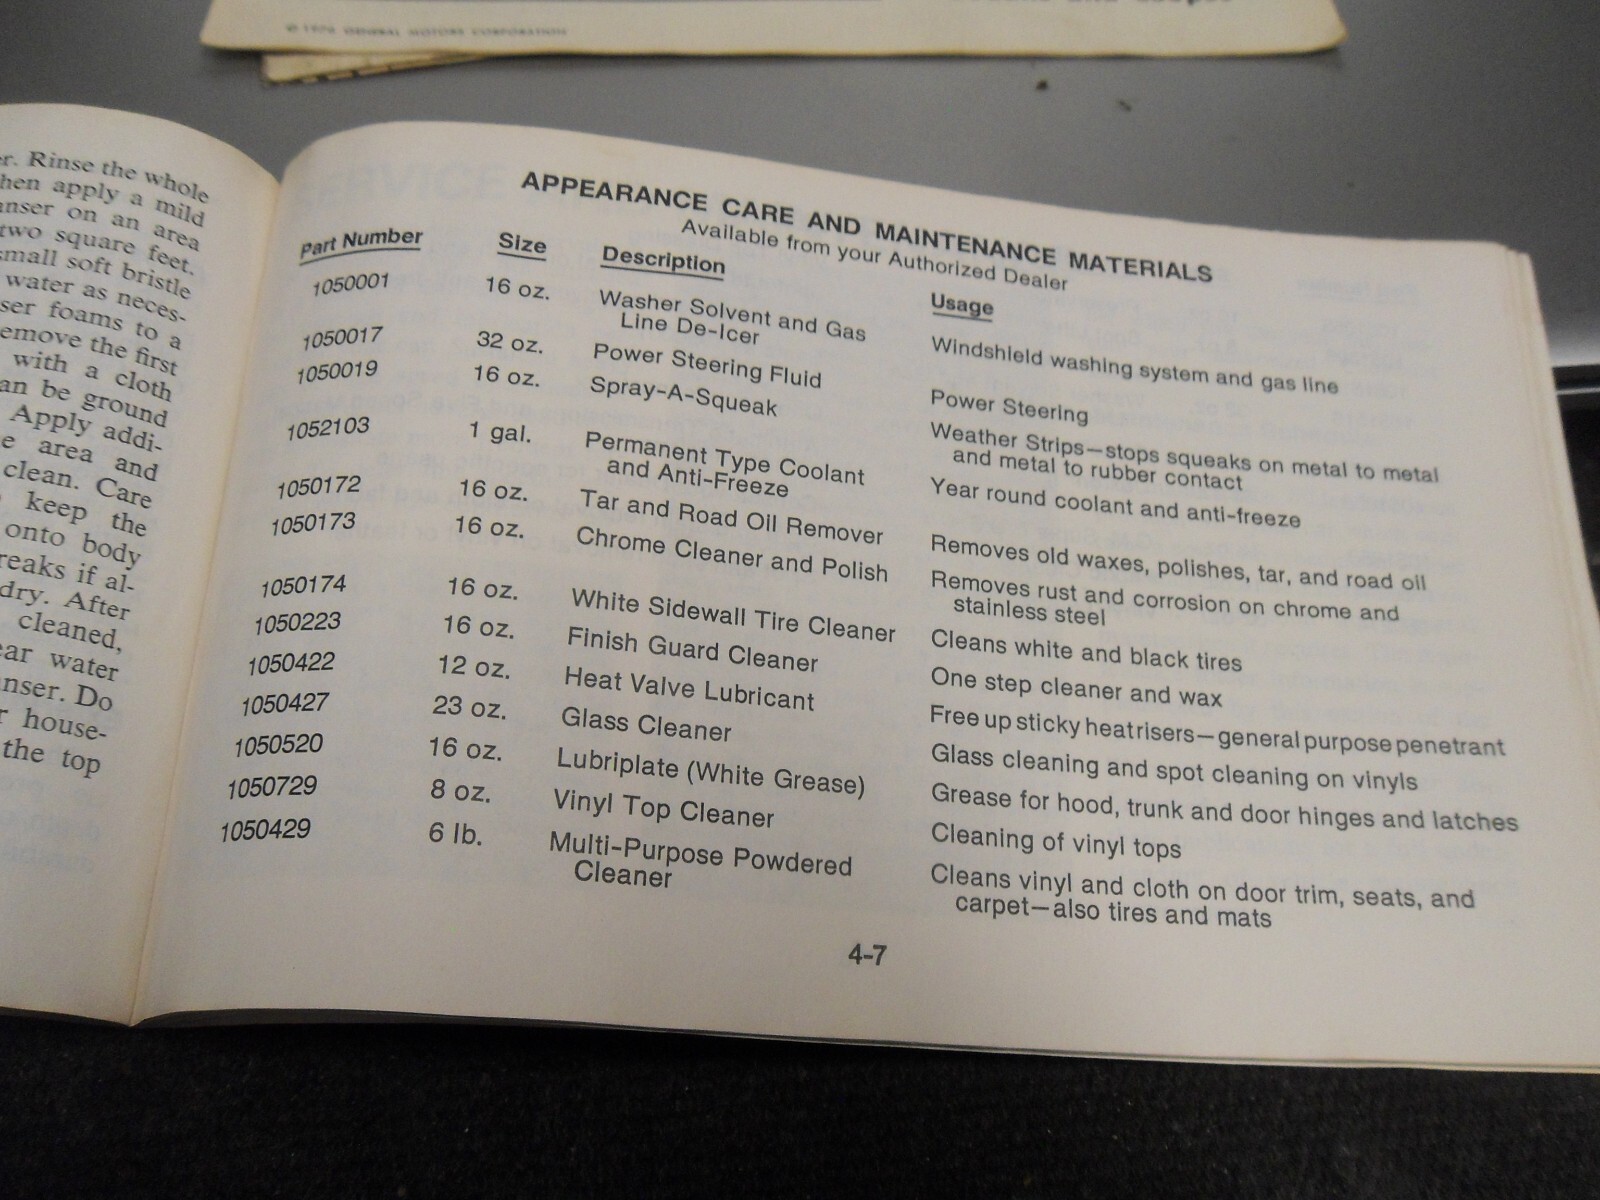 GENERAL MOTORS CORPORATION
er. Rinse the whole
hen apply a mild
anser on an area
two square feet.
small soft bristle
water as neces-
ser foams to a
emove the first
with a cloth
an be ground
Apply addi-
e area and
clean. Care
keep the
onto body
reaks if al-
dry. After
cleaned,
ear water
nser. Do
r house-
the top
APPEARANCE CARE AND MAINTENANCE MATERIALS
Available from your Authorized Dealer
Part Number Size Description Usage
1050001 16 oz. Washer Solvent and Gas Windshield washing system and gas line
Line De-Icer
1050017 32 oz. Power Steering Fluid Power Steering
1050019 16 oz. Spray-A-Squeak Weather Strips—stops squeaks on metal to metal
and metal to rubber contact
1052103 1 gal. Permanent Type Coolant Year round coolant and anti-freeze
and Anti-Freeze
1050172 16 oz. Tar and Road Oil Remover Removes old waxes, polishes, tar, and road oil
1050173 16 oz. Chrome Cleaner and Polish Removes rust and corrosion on chrome and
stainless steel
1050174 16 oz. White Sidewall Tire Cleaner Cleans white and black tires
1050223 16 oz. Finish Guard Cleaner One step cleaner and wax
1050422 12 oz. Heat Valve Lubricant Free up sticky heat risers—general purpose penetrant
1050427 23 oz. Glass Cleaner Glass cleaning and spot cleaning on vinyls
1050520 16 oz. Lubriplate (White Grease) Grease for hood, trunk and door hinges and latches
1050729 8 oz. Vinyl Top Cleaner Cleaning of vinyl tops
1050429 6 lb. Multi-Purpose Powdered Cleans vinyl and cloth on door trim, seats, and
Cleaner carpet—also tires and mats
4-7